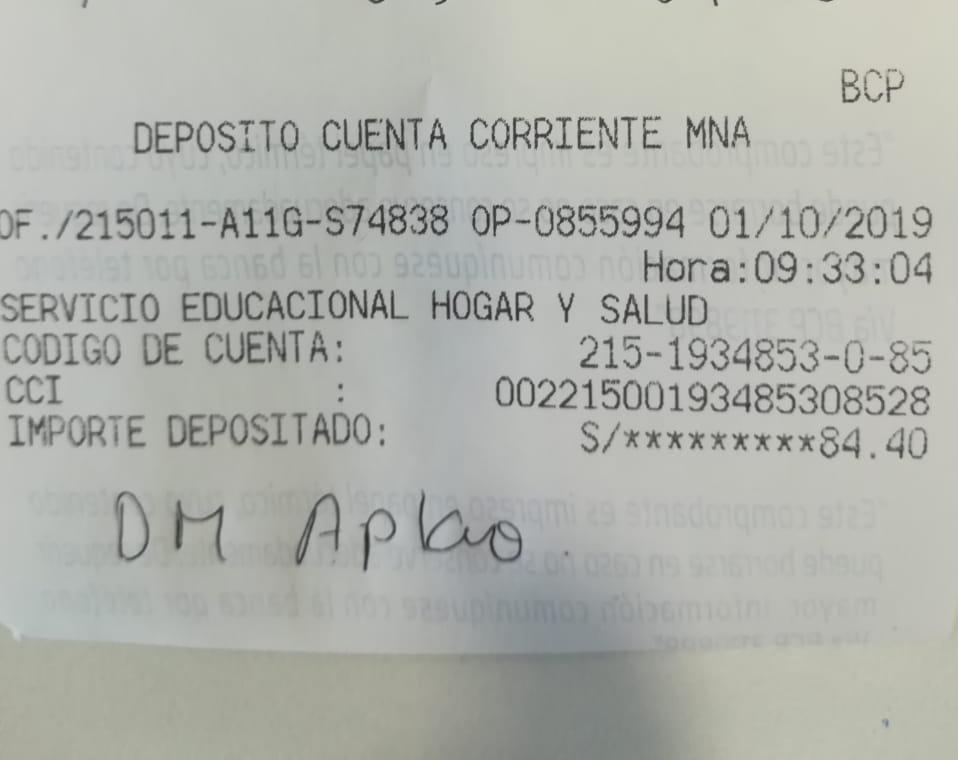 BCP
DEPOSITO CUENTA CORRIENTE MNA
OF./215011-A11G-S74838 OP-0855994 01/10/2019
Hora:09:33:04
SERVICIO EDUCACIONAL HOGAR Y SALUD
CODIGO DE CUENTA: 215-1934853-0-85
CCI : 00221500193485308528
IMPORTE DEPOSITADO: S/*********84.40
DM Aplao